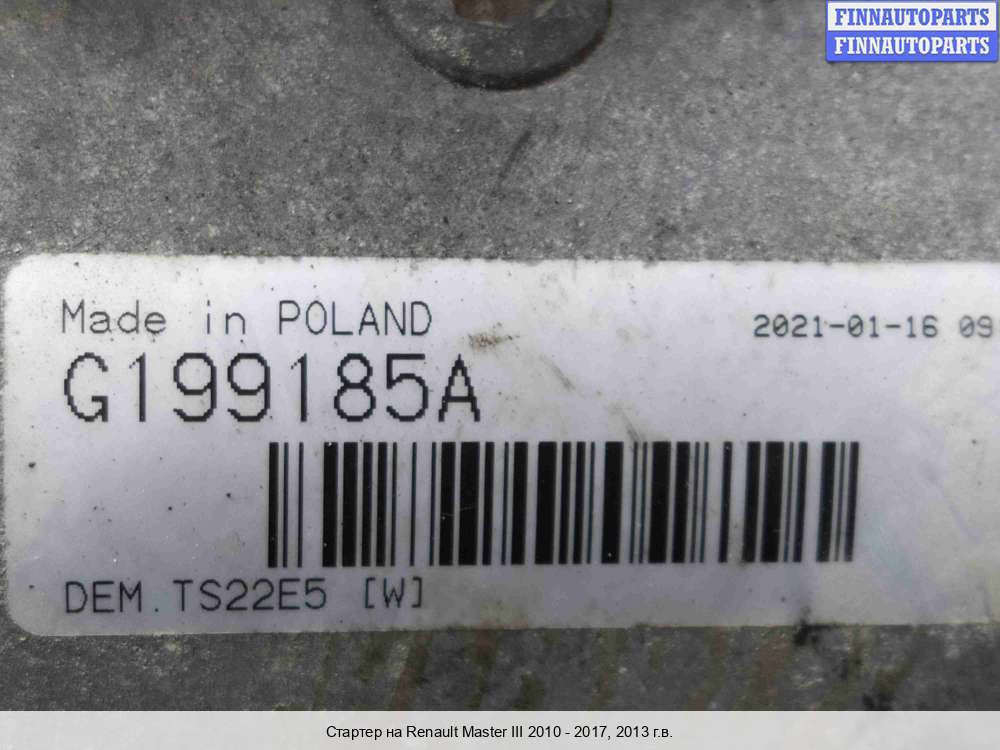 FINNAUTOPARTS
FINNAUTOPARTS
Made in POLAND
2021-01-16 09
G199185A
DEM.TS22E5 [W]
Стартер на Renault Master III 2010 - 2017, 2013 г.в.